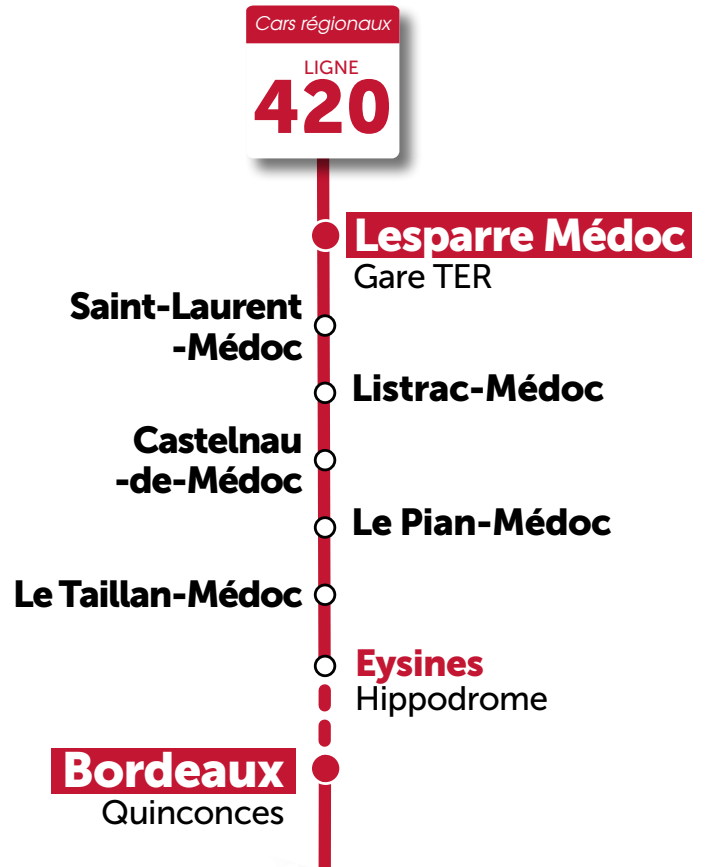 Cars régionaux
LIGNE
420
Lesparre Médoc
Gare TER
Saint-Laurent
-Médoc
Listrac-Médoc
Castelnau
-de-Médoc
Le Pian-Médoc
Le Taillan-Médoc
Eysines
Hippodrome
Bordeaux
Quinconces